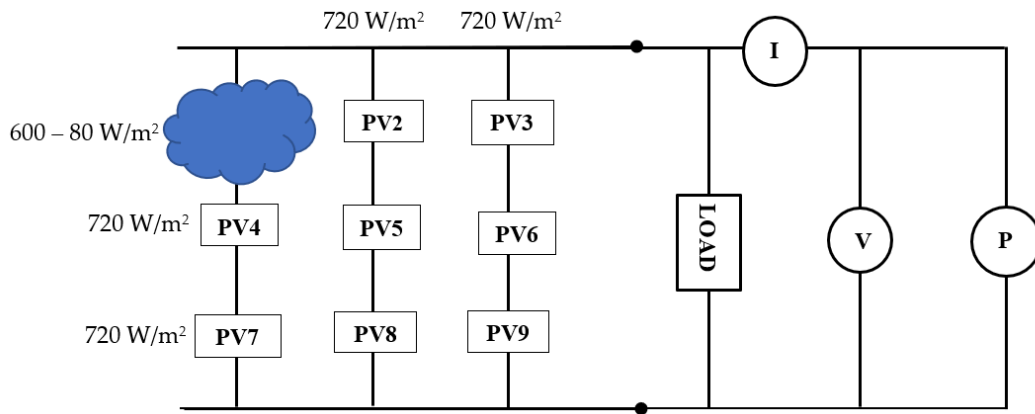 720 W/m² 720 W/m²
I
600 – 80 W/m² PV2 PV3
720 W/m² PV4 PV5 PV6 LOAD V P
720 W/m² PV7 PV8 PV9